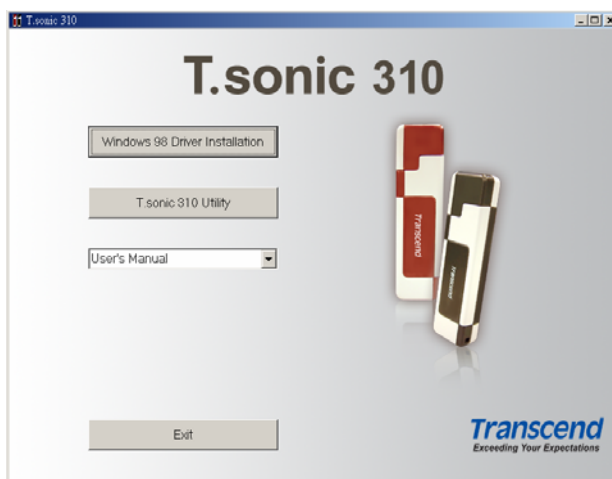 T.sonic 310
T.sonic 310
Windows 98 Driver Installation
T.sonic 310 Utility
User's Manual
Exit
Transcend
Transcend
Transcend
Exceeding Your Expectations